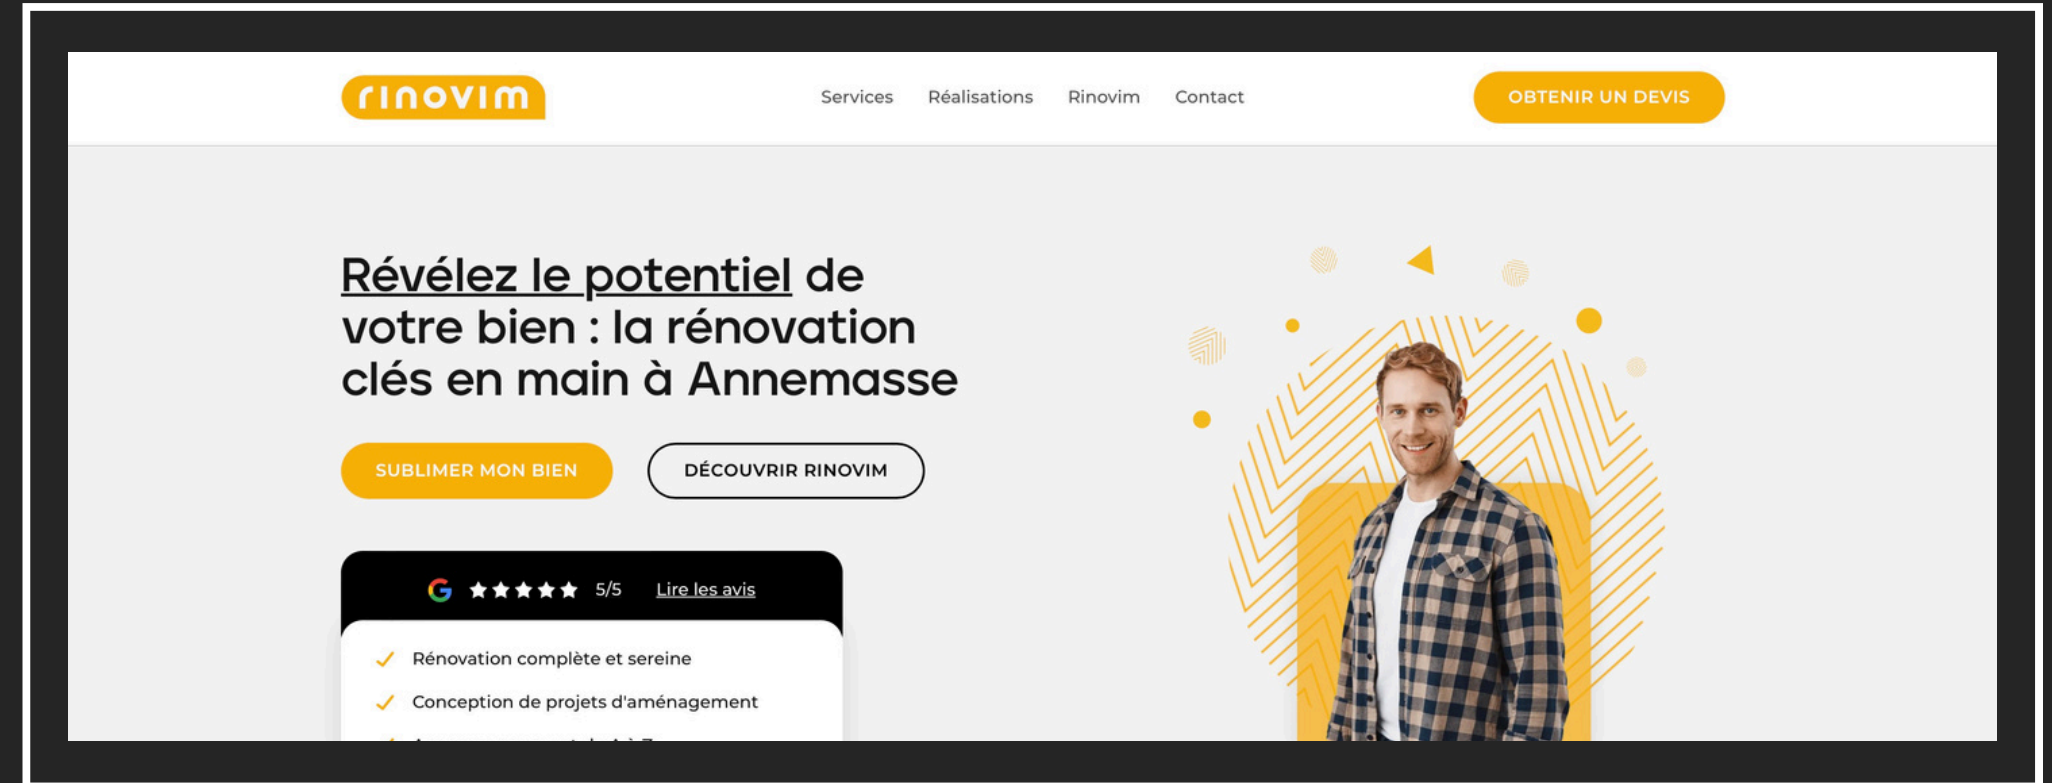 rinovim
Services
Réalisations
Rinovim
Contact
OBTENIR UN DEVIS
Révélez le potentiel de
votre bien : la rénovation
clés en main à Annemasse
SUBLIMER MON BIEN
DÉCOUVRIR RINOVIM
5/5
Lire les avis
Rénovation complète et sereine
Conception de projets d'aménagement